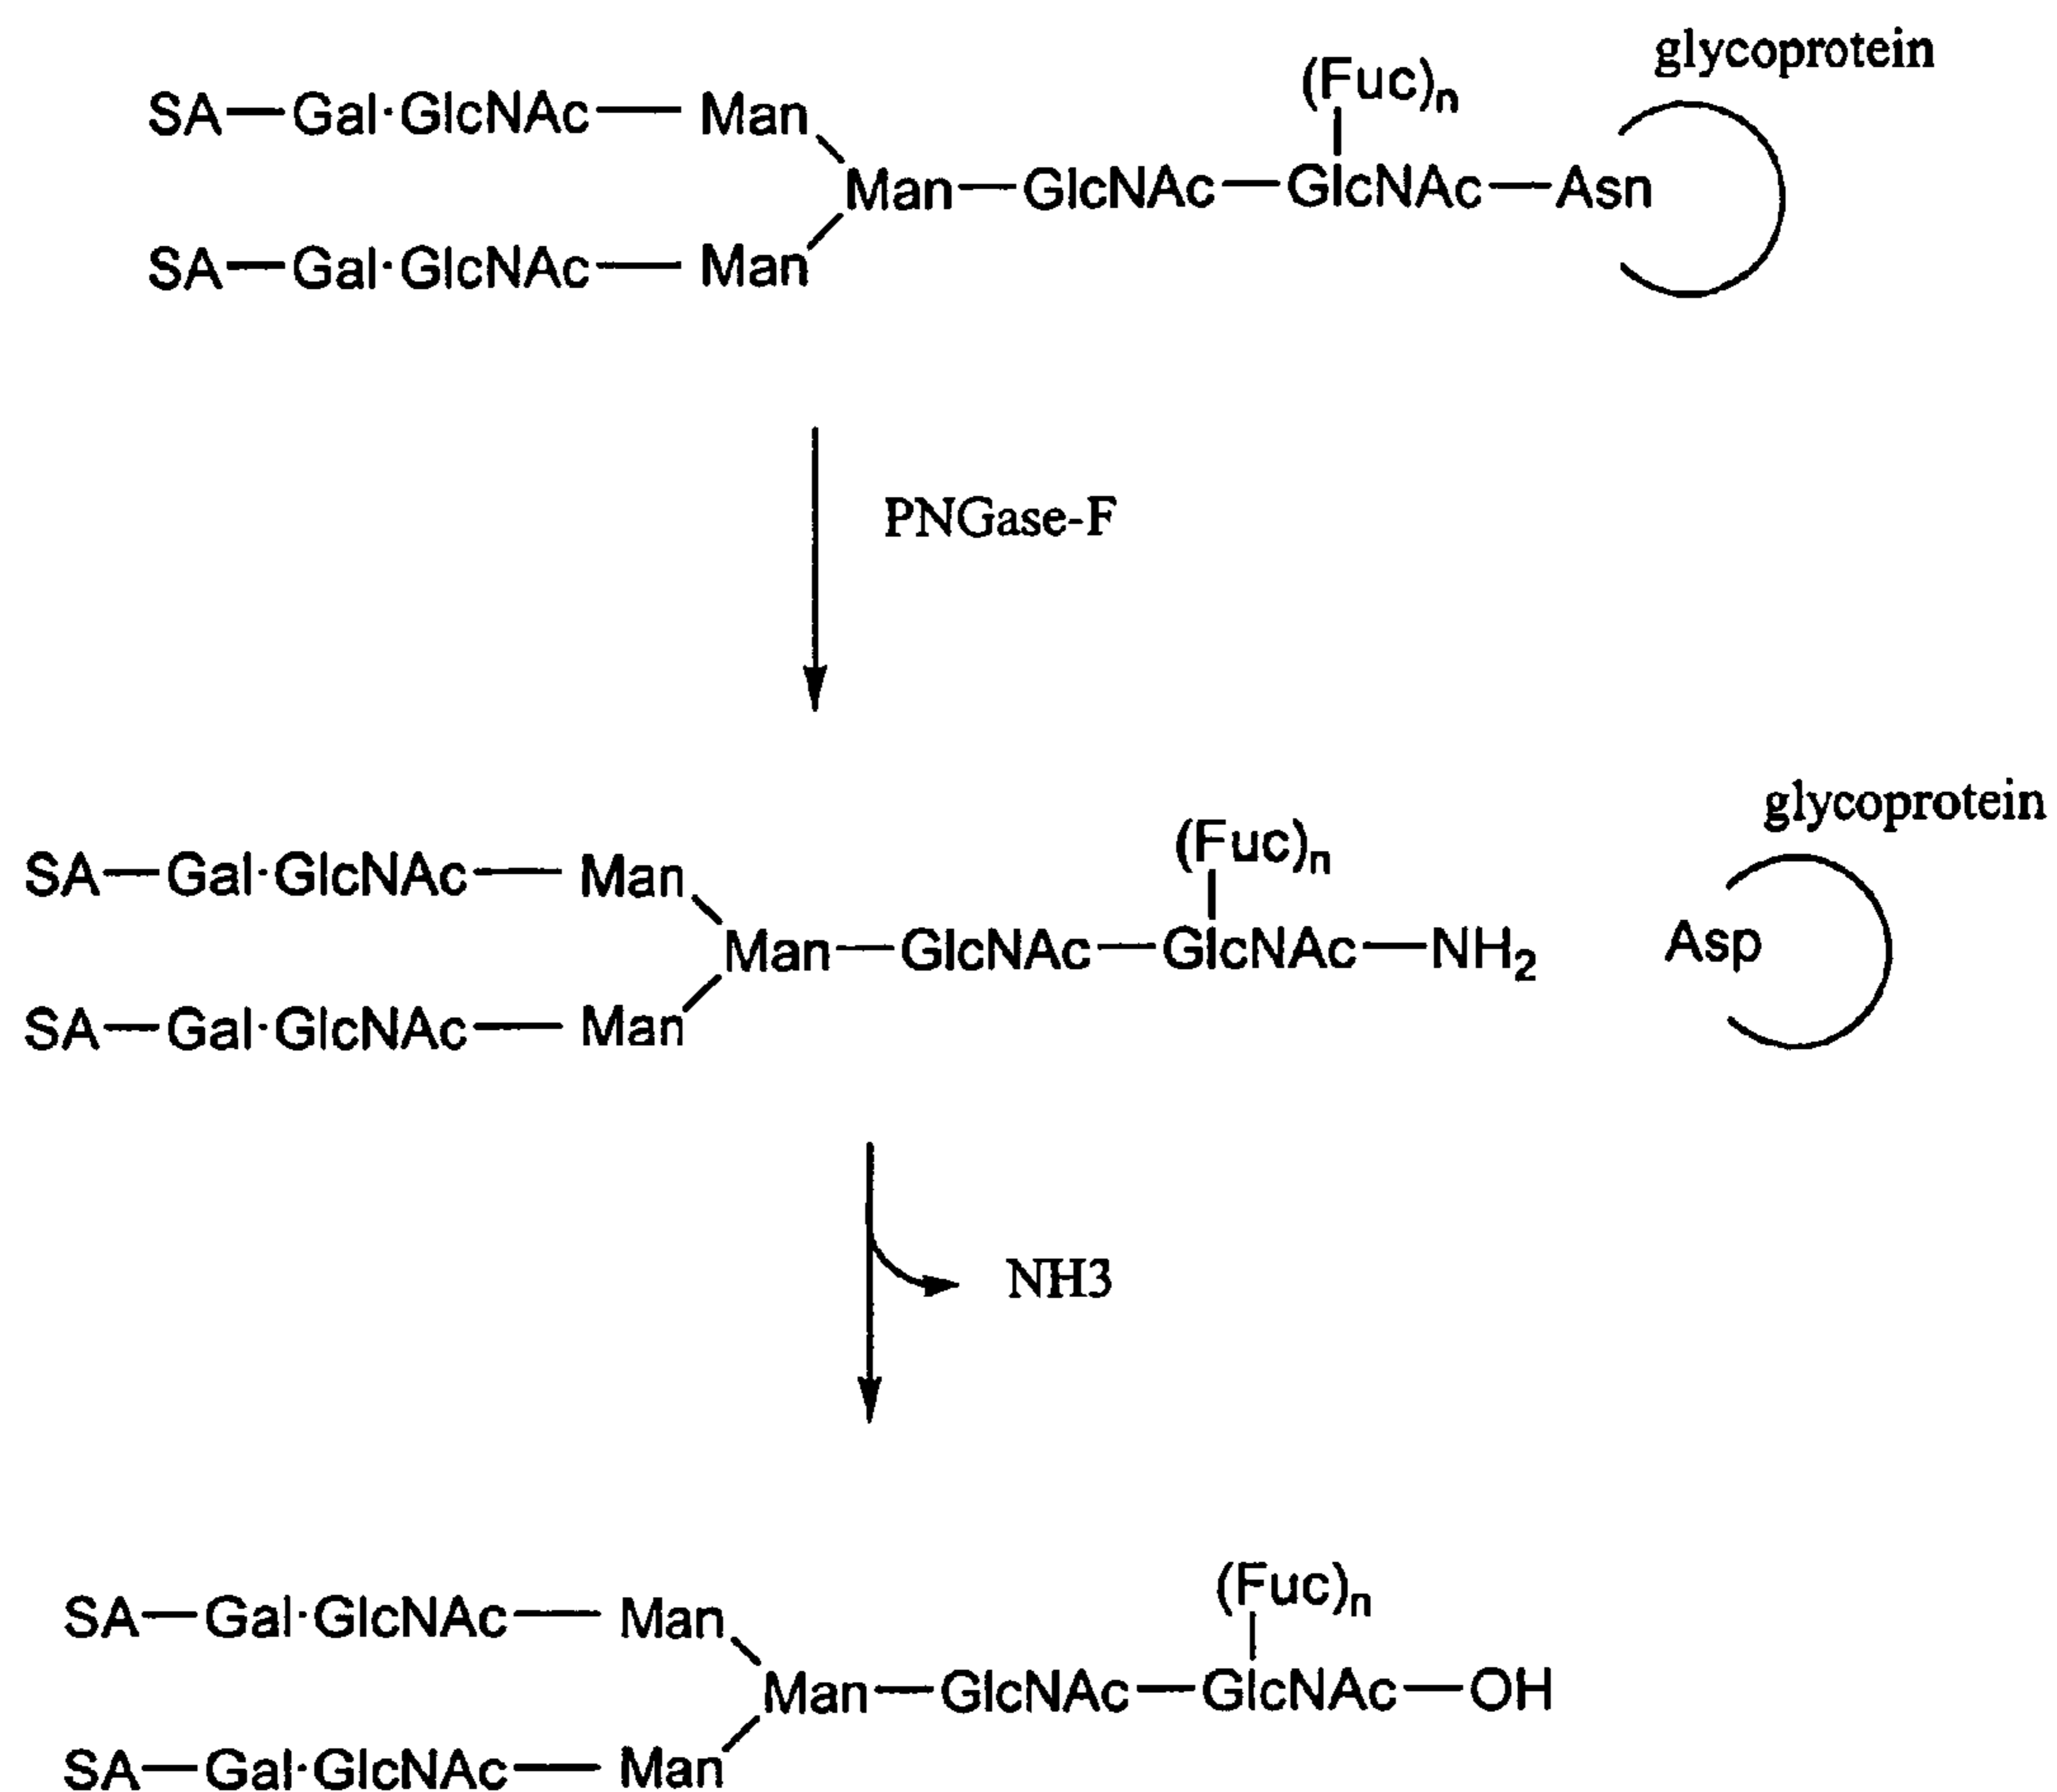 glycoprotein
(Fuc)n
SA—Gal·GlcNAc—Man
Man—GlcNAc—GlcNAc—Asn
SA—Gal·GlcNAc—Man
PNGase-F
glycoprotein
(Fuc)n
SA—Gal·GlcNAc—Man
Man—GlcNAc—GlcNAc—NH2 Asp
SA—Gal·GlcNAc—Man
NH3
(Fuc)n
SA—Gal·GlcNAc—Man
Man—GlcNAc—GlcNAc—OH
SA—Gal·GlcNAc—Man